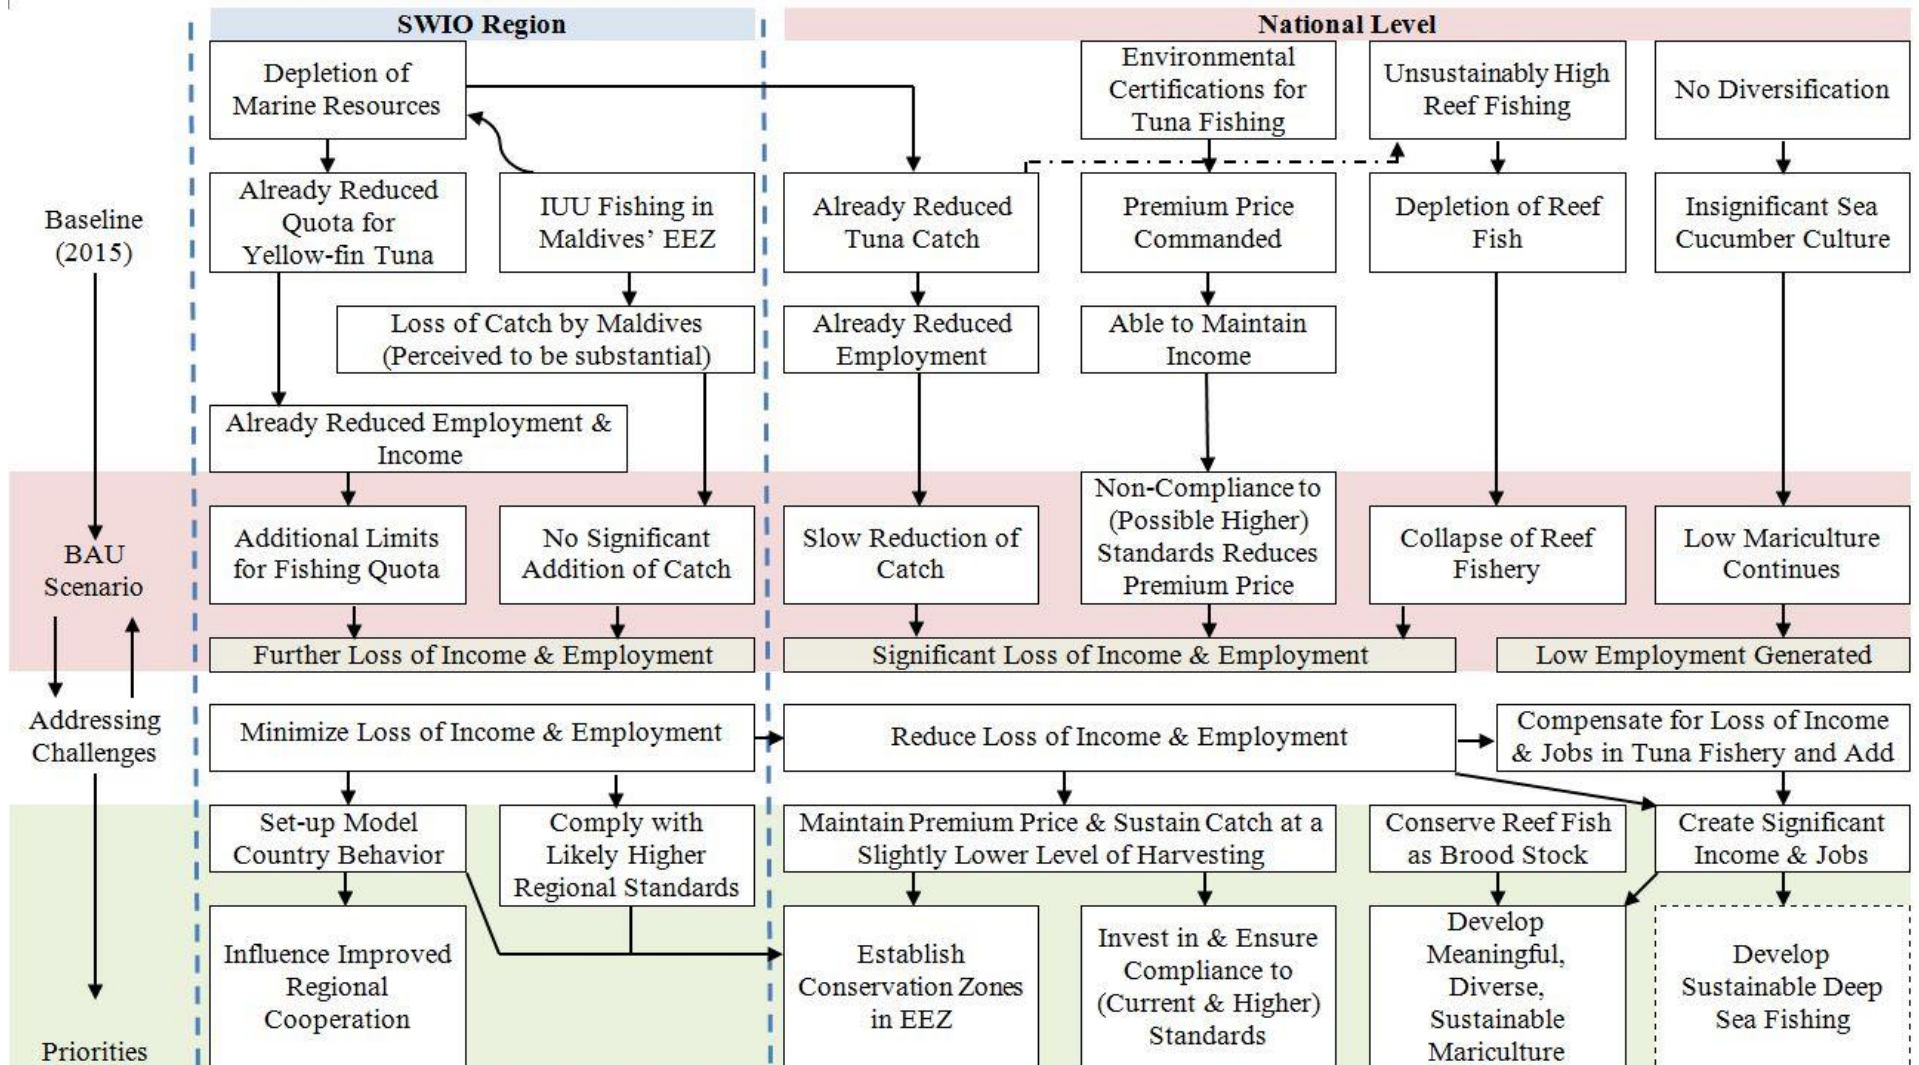 SWIO Region
National Level
Depletion of
Marine Resources
Environmental
Certifications for
Tuna Fishing
Unsustainably High
Reef Fishing
No Diversification
Baseline
(2015)
Already Reduced
Quota for
Yellow-fin Tuna
IUU Fishing in
Maldives’ EEZ
Already Reduced
Tuna Catch
Premium Price
Commanded
Depletion of Reef
Fish
Insignificant Sea
Cucumber Culture
Loss of Catch by Maldives
(Perceived to be substantial)
Already Reduced
Employment
Able to Maintain
Income
Already Reduced Employment &
Income
BAU
Scenario
Additional Limits
for Fishing Quota
No Significant
Addition of Catch
Slow Reduction of
Catch
Non-Compliance to
(Possible Higher)
Standards Reduces
Premium Price
Collapse of Reef
Fishery
Low Mariculture
Continues
Further Loss of Income & Employment
Significant Loss of Income & Employment
Low Employment Generated
Addressing
Challenges
Minimize Loss of Income & Employment
Reduce Loss of Income & Employment
Compensate for Loss of Income
& Jobs in Tuna Fishery and Add
Set-up Model
Country Behavior
Comply with
Likely Higher
Regional Standards
Maintain Premium Price & Sustain Catch at a
Slightly Lower Level of Harvesting
Conserve Reef Fish
as Brood Stock
Create Significant
Income & Jobs
Influence Improved
Regional
Cooperation
Establish
Conservation Zones
in EEZ
Invest in & Ensure
Compliance to
(Current & Higher)
Standards
Develop
Meaningful,
Diverse,
Sustainable
Mariculture
Develop
Sustainable Deep
Sea Fishing
Priorities